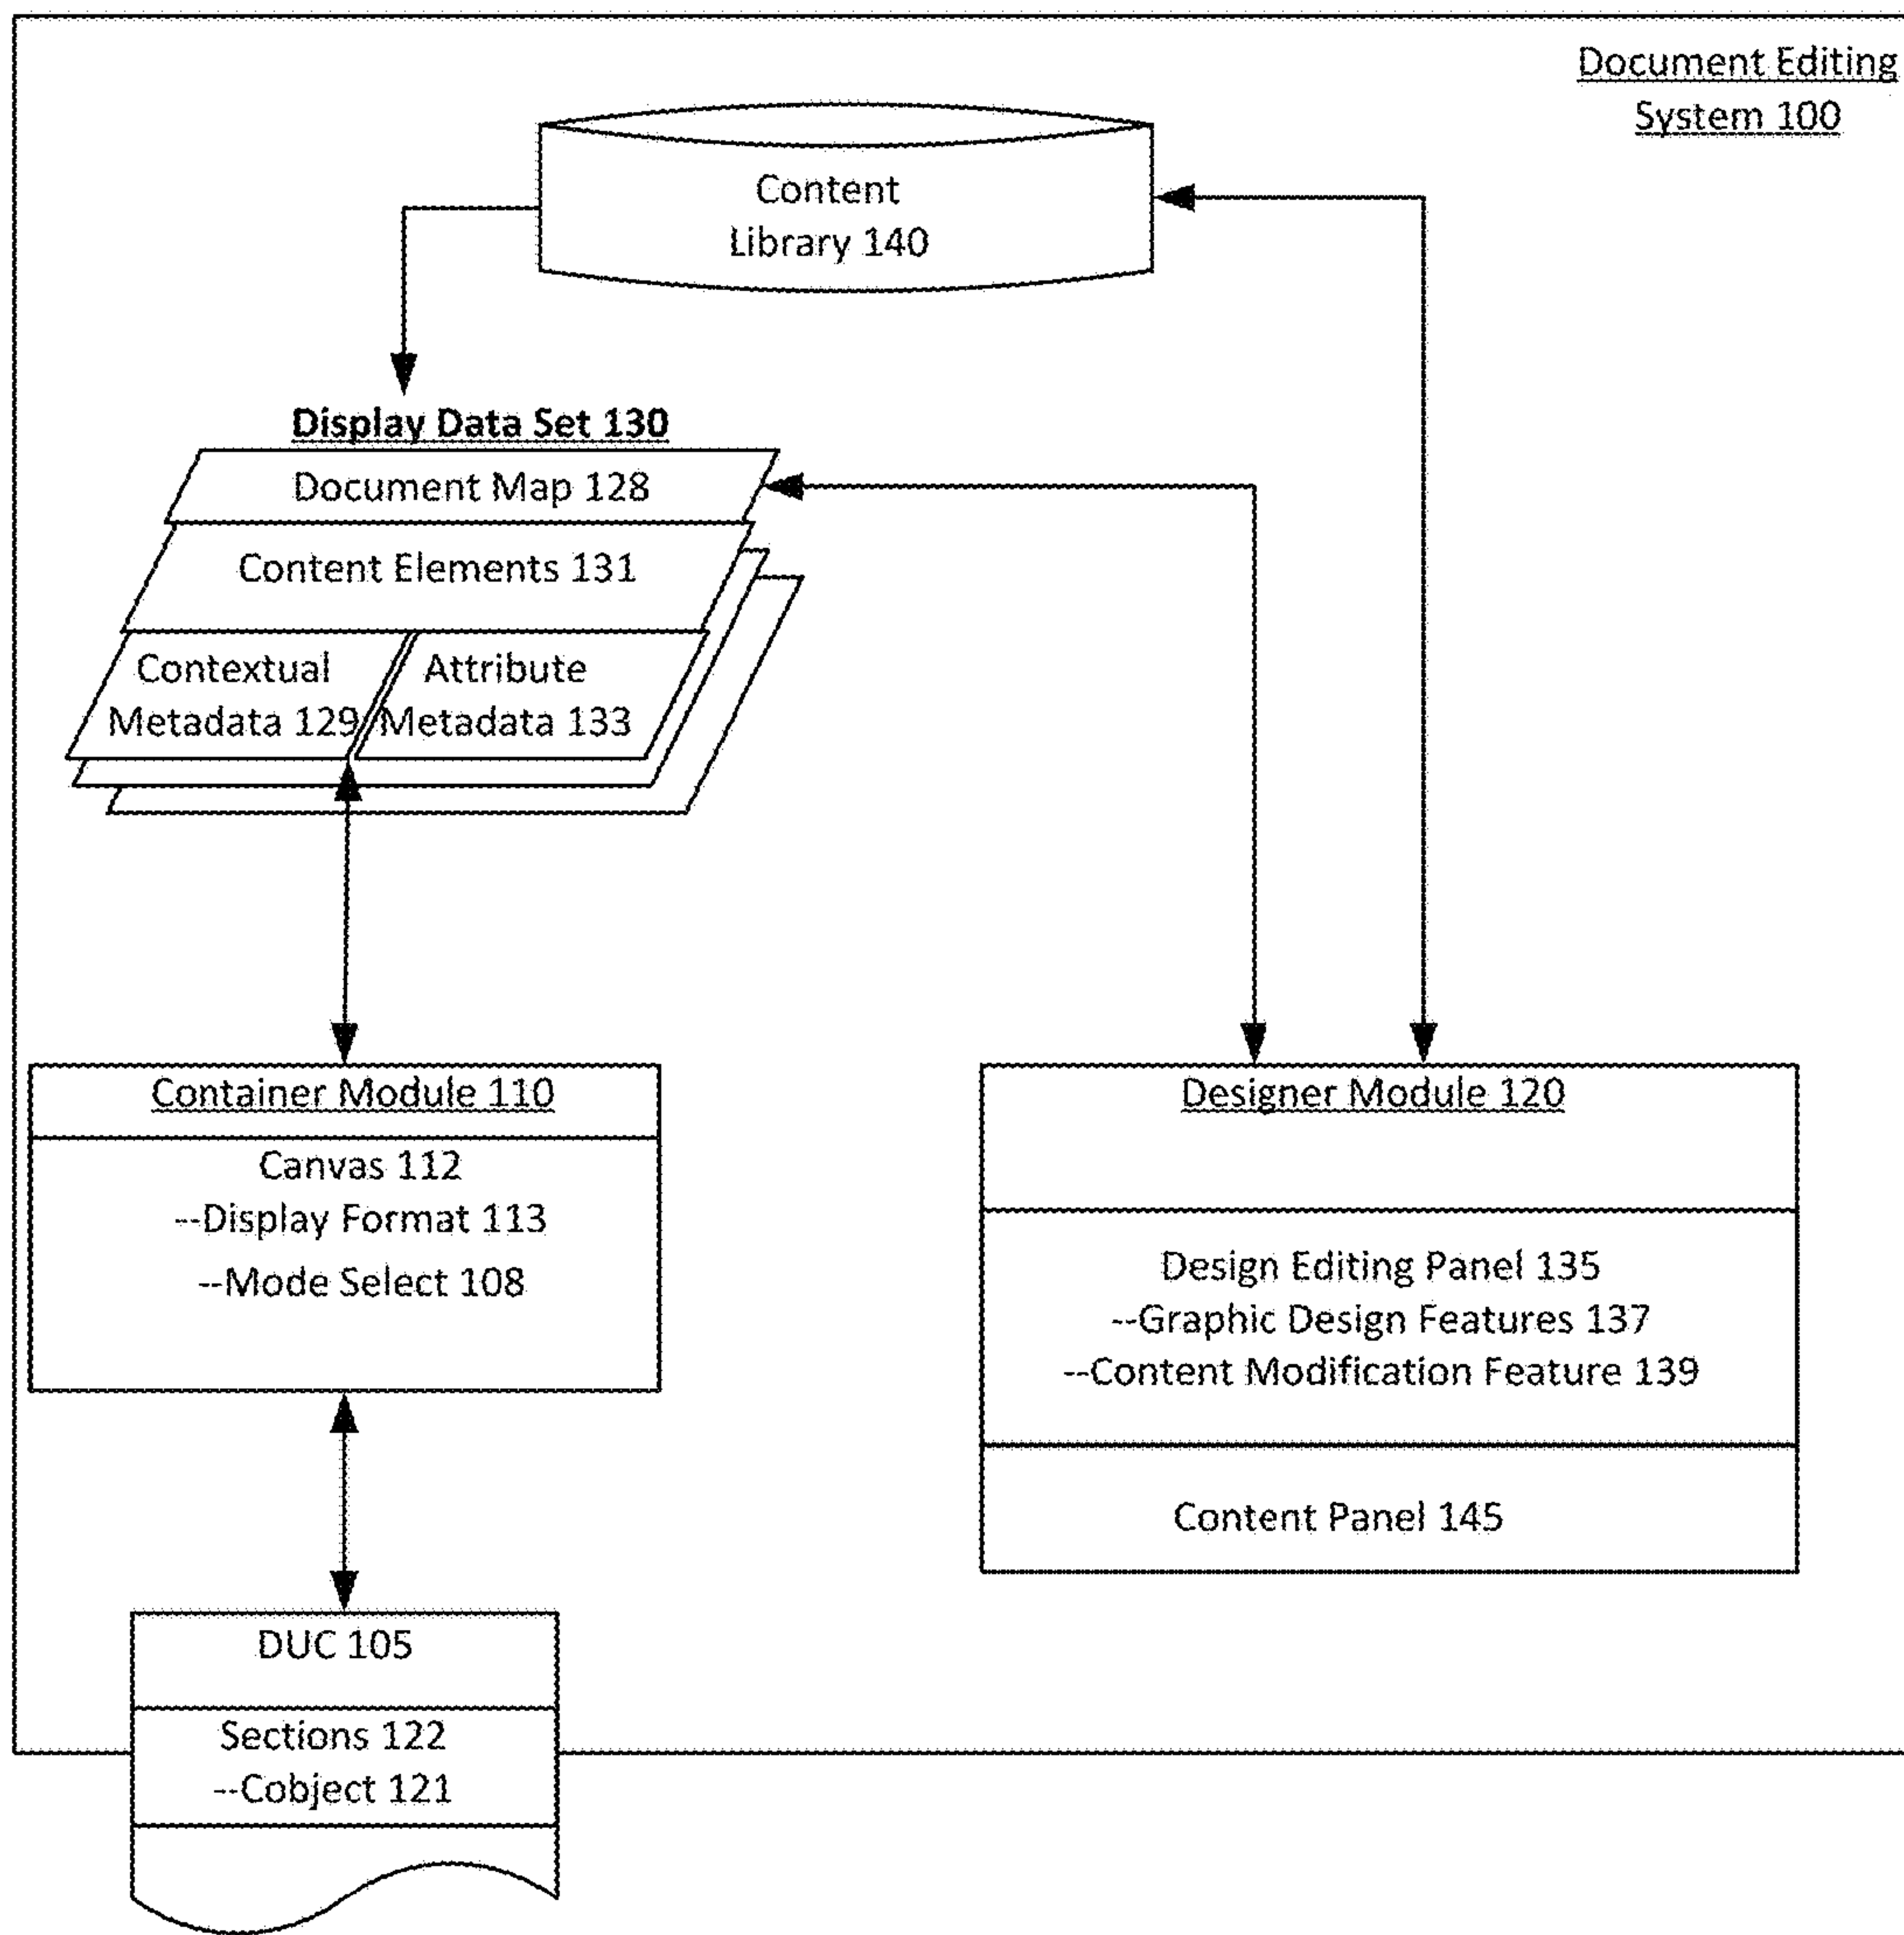 Document Editing
System 100
Content
Library 140
Display Data Set 130
Document Map 128
Content Elements 131
Contextual
Metadata 129
Attribute
Metadata 133
Container Module 110
Canvas 112
--Display Format 113
--Mode Select 108
Designer Module 120
Design Editing Panel 135
--Graphic Design Features 137
--Content Modification Feature 139
Content Panel 145
DUC 105
Sections 122
--Cobject 121